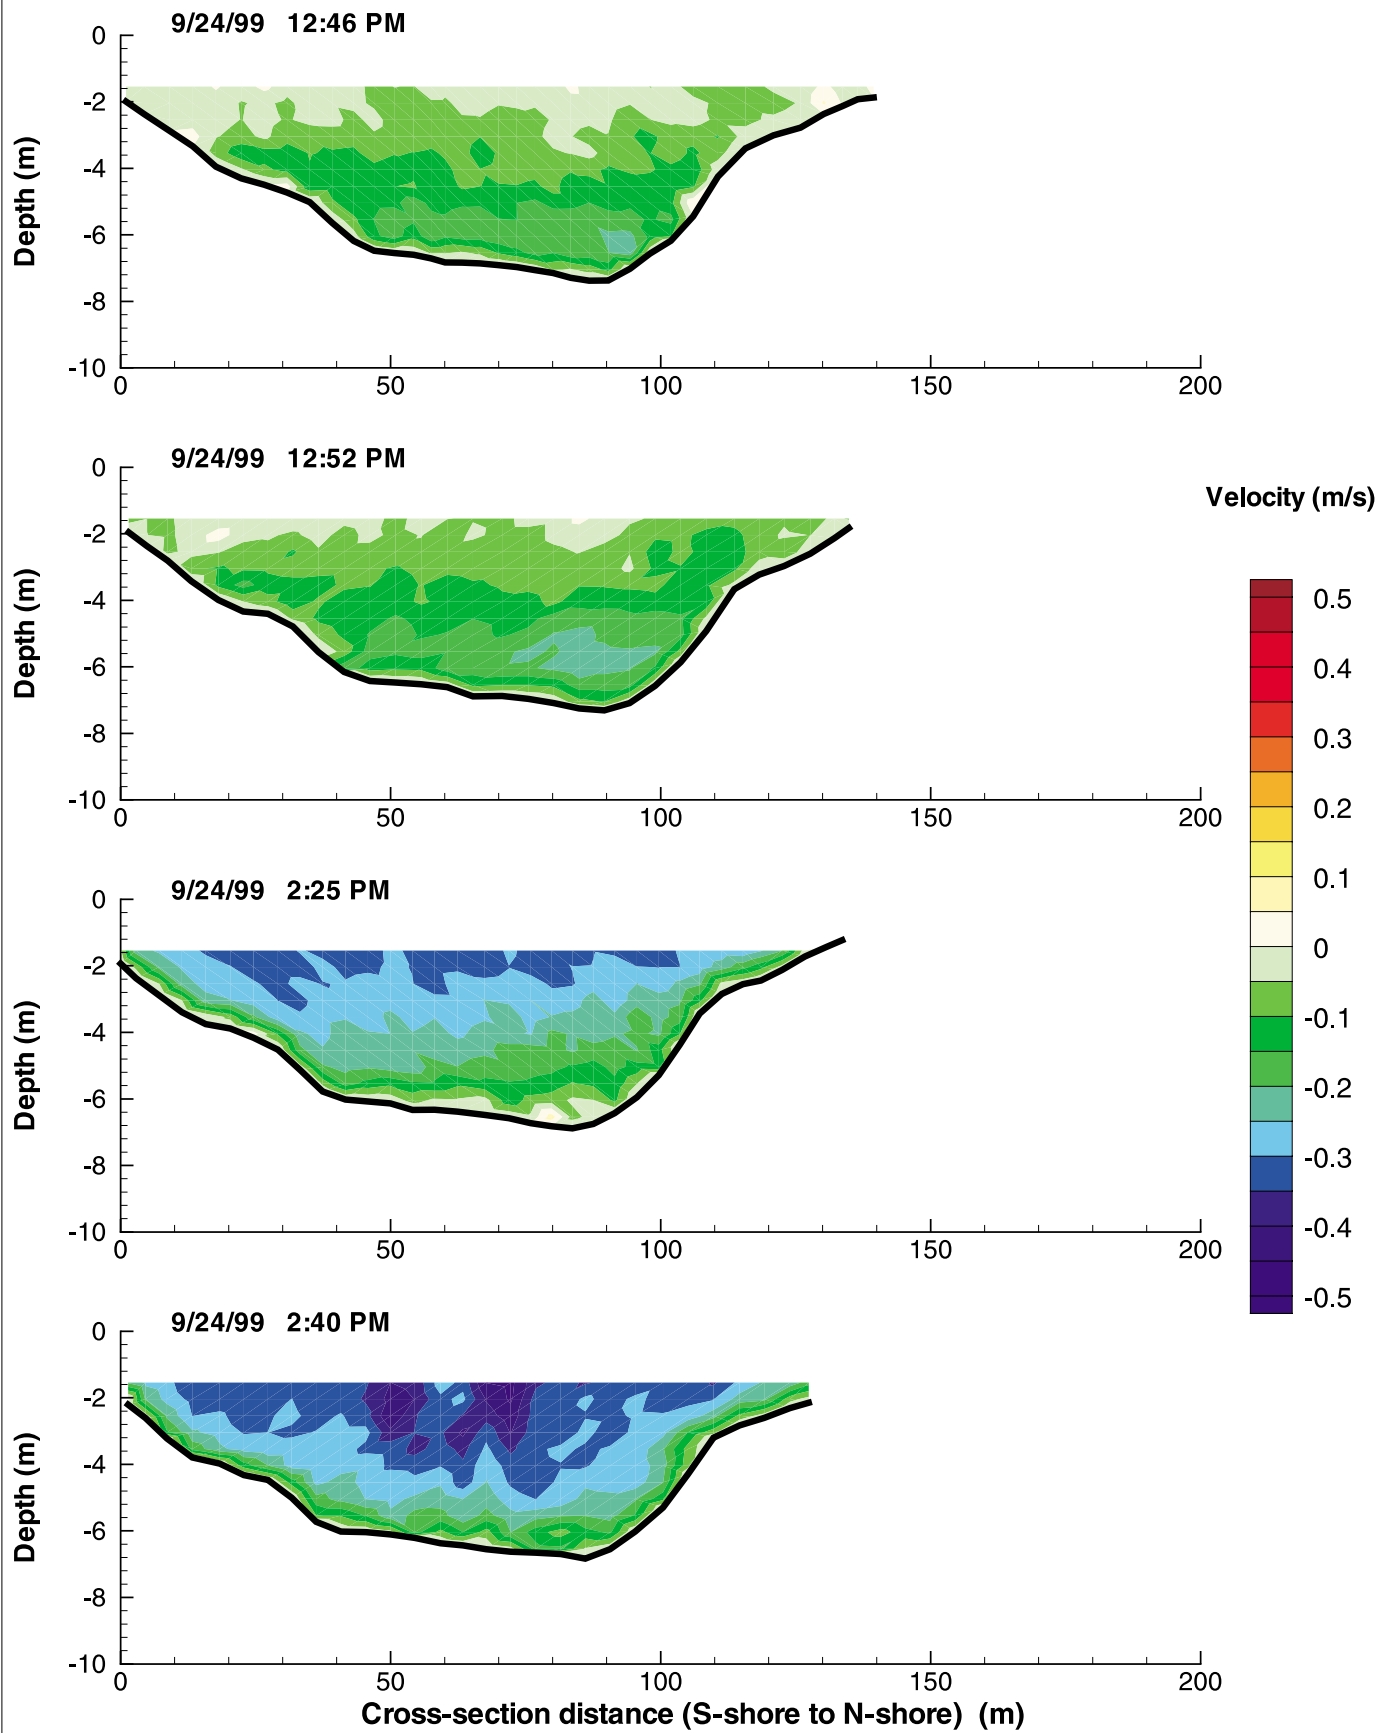 9/24/99 12:46 PM
0
-2
-4
-6
-8
-10
Depth (m)
0 50 100 150 200
9/24/99 12:52 PM
0
-2
-4
-6
-8
-10
Depth (m)
0 50 100 150 200
Velocity (m/s)
0.5
0.4
0.3
0.2
0.1
0
-0.1
-0.2
-0.3
-0.4
-0.5
9/24/99 2:25 PM
0
-2
-4
-6
-8
-10
Depth (m)
0 50 100 150 200
9/24/99 2:40 PM
0
-2
-4
-6
-8
-10
Depth (m)
0 50 100 150 200
Cross-section distance (S-shore to N-shore) (m)